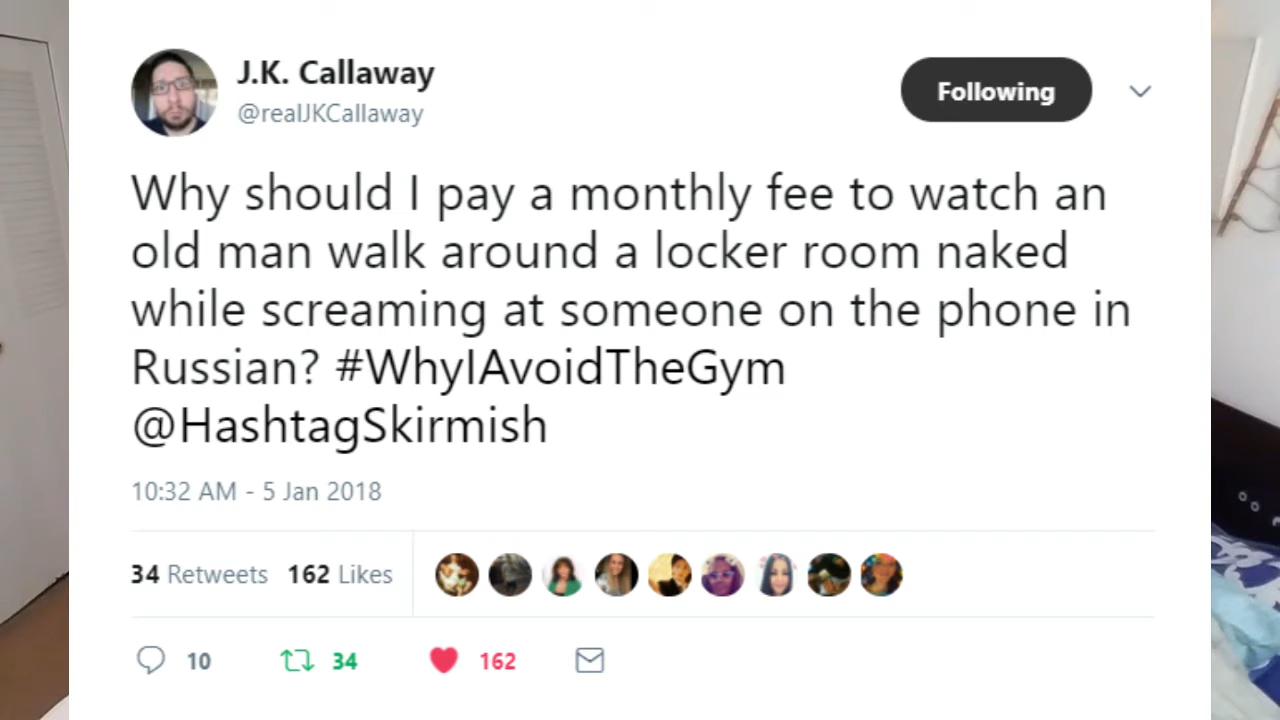 J.K. Callaway
@realJKCallaway
Following
Why should I pay a monthly fee to watch an
old man walk around a locker room naked
while screaming at someone on the phone in
Russian? #WhyIAvoidTheGym
@HashtagSkirmish
10:32 AM - 5 Jan 2018
34 Retweets 162 Likes
10 34 162